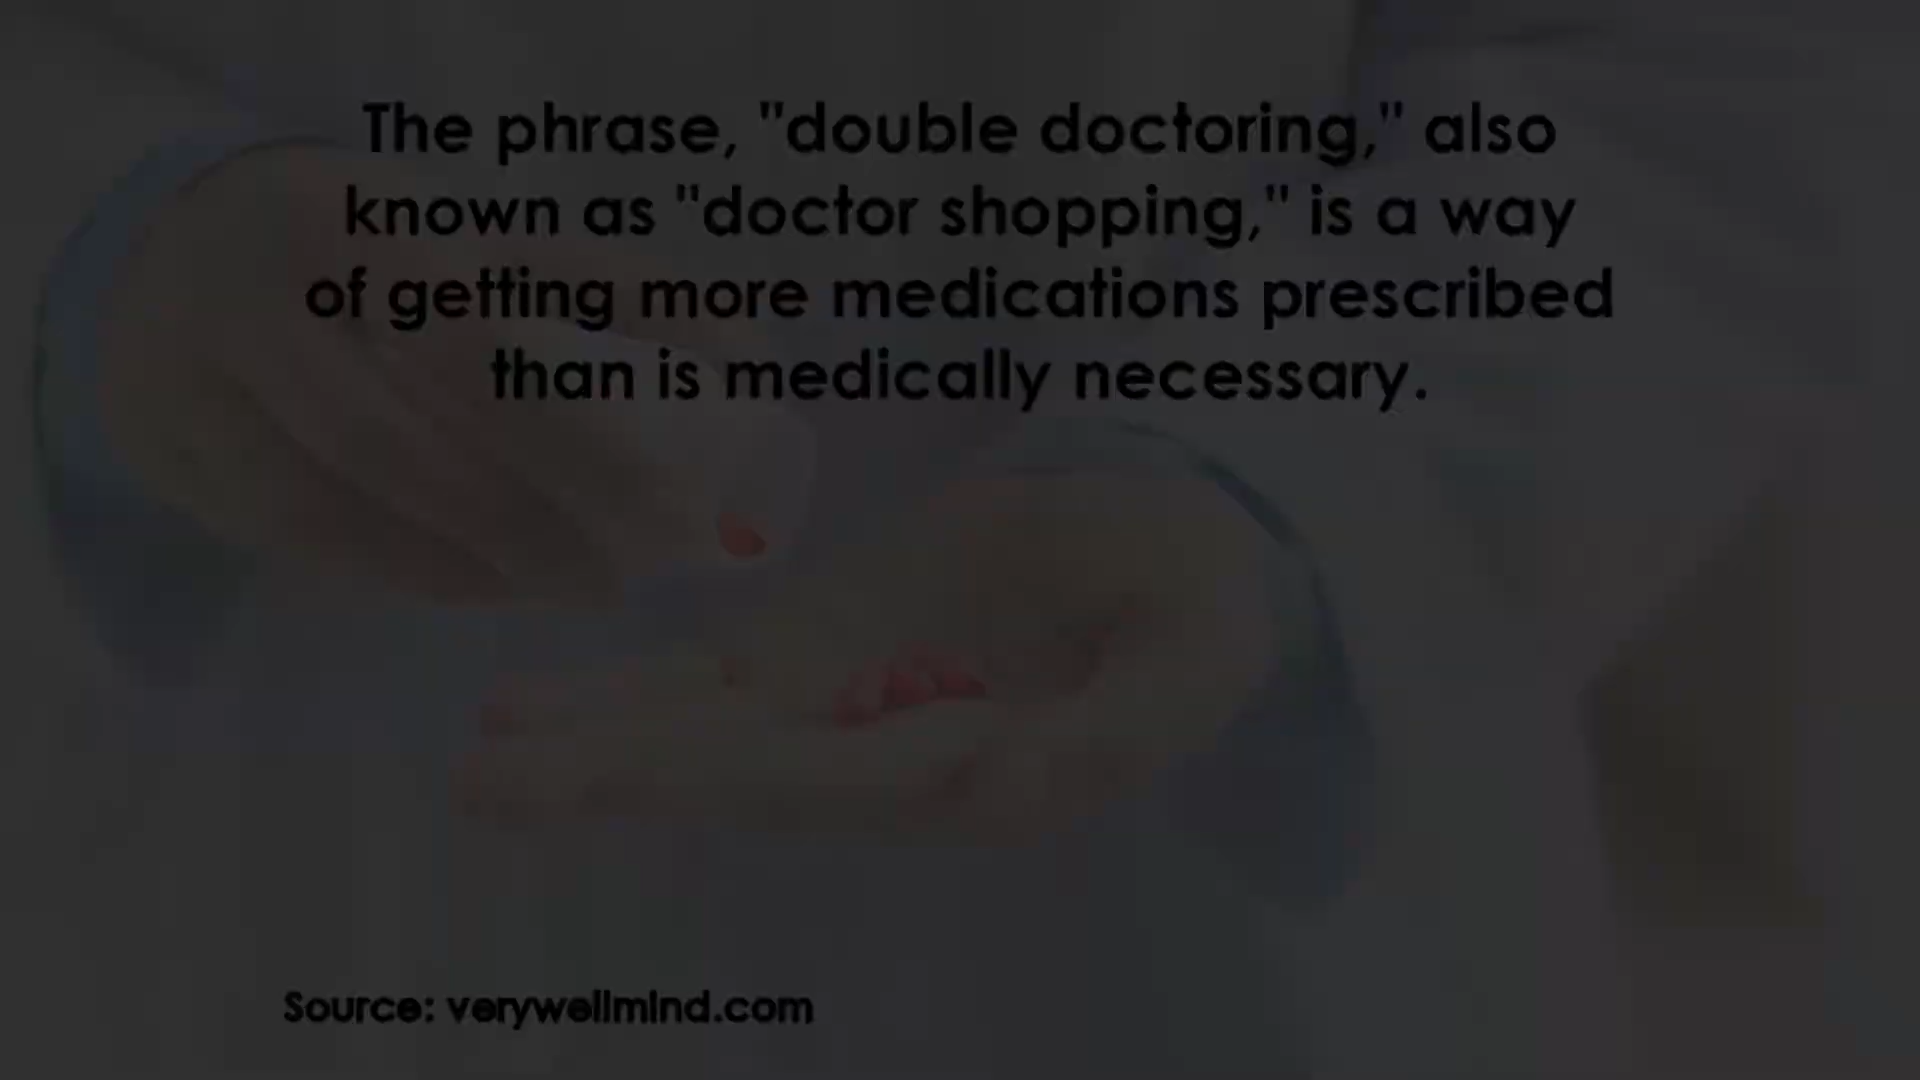 The phrase, "double doctoring," also
known as "doctor shopping," is a way
of getting more medications prescribed
than is medically necessary.
Source: verywellmind.com